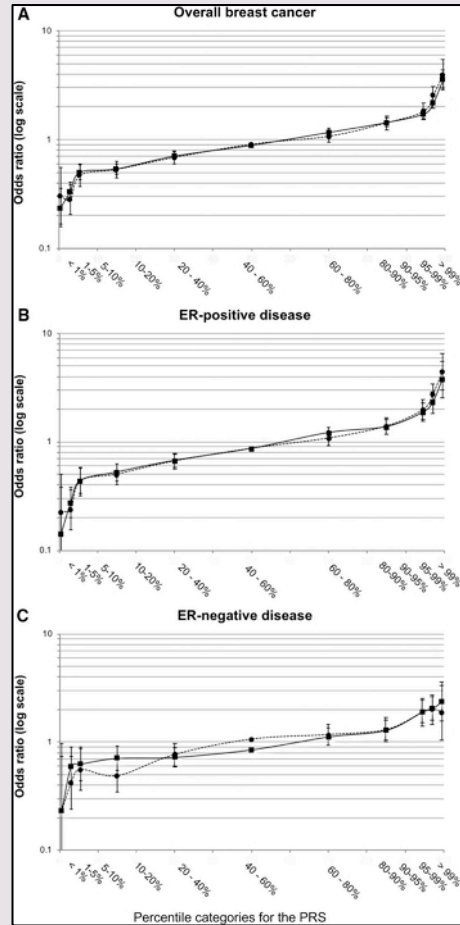 A Overall breast cancer
Odds ratio (log scale)
10
1
0.1
< 1%
1-5%
5-10%
10-20%
20 - 40%
40 - 60%
60 - 80%
80-90%
90-95%
95-99%
> 99%
B ER-positive disease
Odds ratio (log scale)
10
1
0.1
< 1%
1-5%
5-10%
10-20%
20 - 40%
40 - 60%
60 - 80%
80-90%
90-95%
95-99%
> 99%
C ER-negative disease
Odds ratio (log scale)
10
1
0.1
< 1%
1-5%
5-10%
10-20%
20 - 40%
40 - 60%
60 - 80%
80-90%
90-95%
95-99%
> 99%
Percentile categories for the PRS